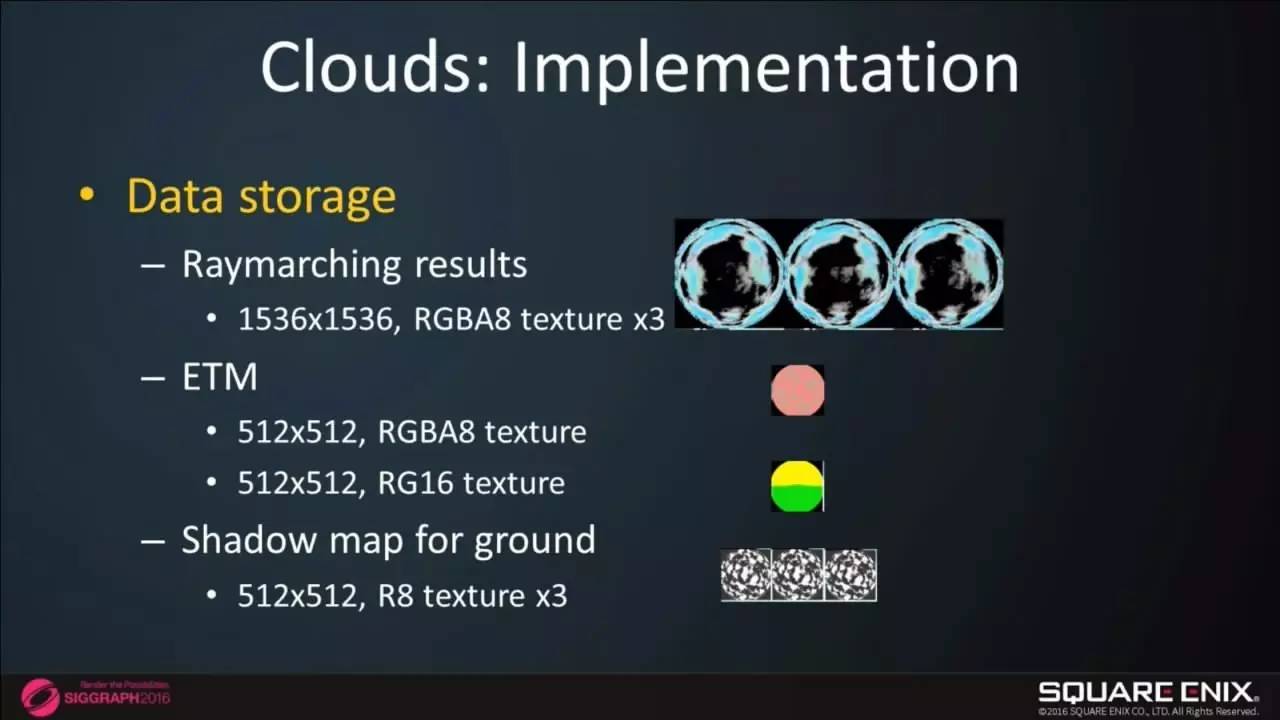 Clouds: Implementation
• Data storage
– Raymarching results
• 1536x1536, RGBA8 texture x3
– ETM
• 512x512, RGBA8 texture
• 512x512, RG16 texture
– Shadow map for ground
• 512x512, R8 texture x3
Render the Possibilities
SIGGRAPH2016
SQUARE ENIX.
©2016 SQUARE ENIX CO., LTD. All Rights Reserved.